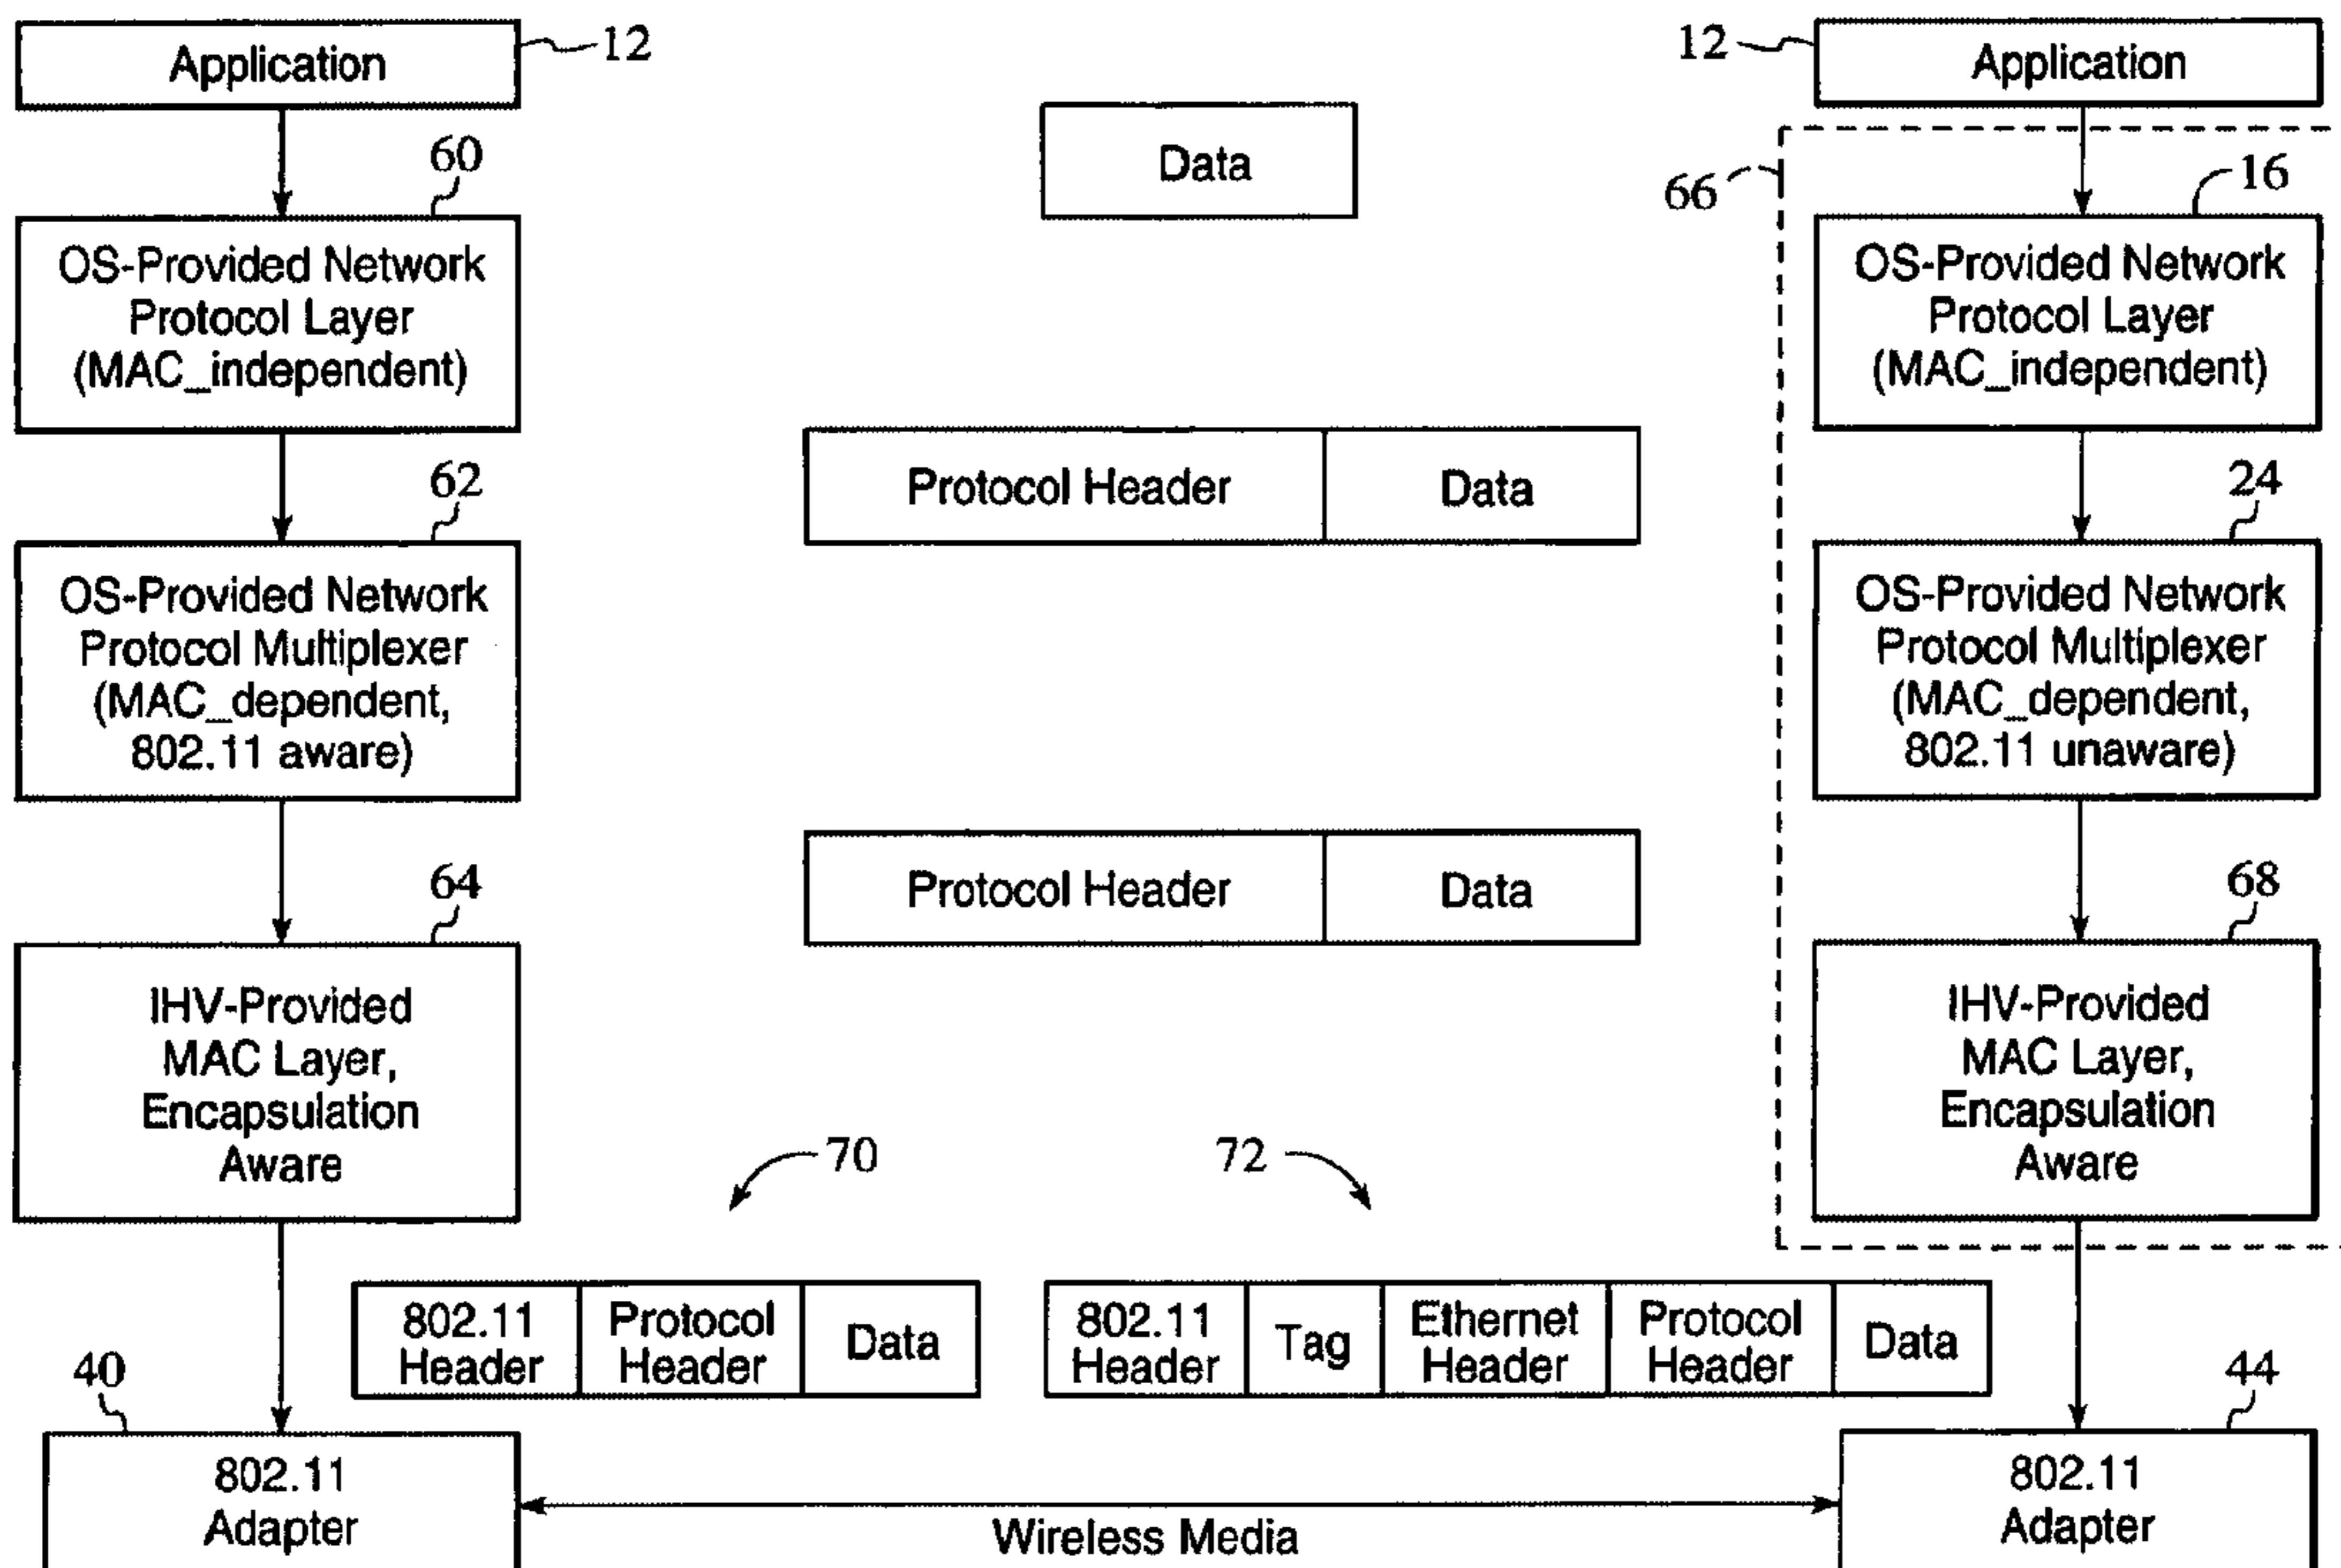 Application
12
60
OS-Provided Network
Protocol Layer
(MAC_independent)
62
OS-Provided Network
Protocol Multiplexer
(MAC_dependent,
802.11 aware)
64
IHV-Provided
MAC Layer,
Encapsulation
Aware
40
802.11
Adapter
Data
Protocol Header
Data
Protocol Header
Data
70
802.11
Header
Protocol
Header
Data
72
802.11
Header
Tag
Ethernet
Header
Protocol
Header
Data
Wireless Media
12
Application
66
16
OS-Provided Network
Protocol Layer
(MAC_independent)
24
OS-Provided Network
Protocol Multiplexer
(MAC_dependent,
802.11 unaware)
68
IHV-Provided
MAC Layer,
Encapsulation
Aware
44
802.11
Adapter